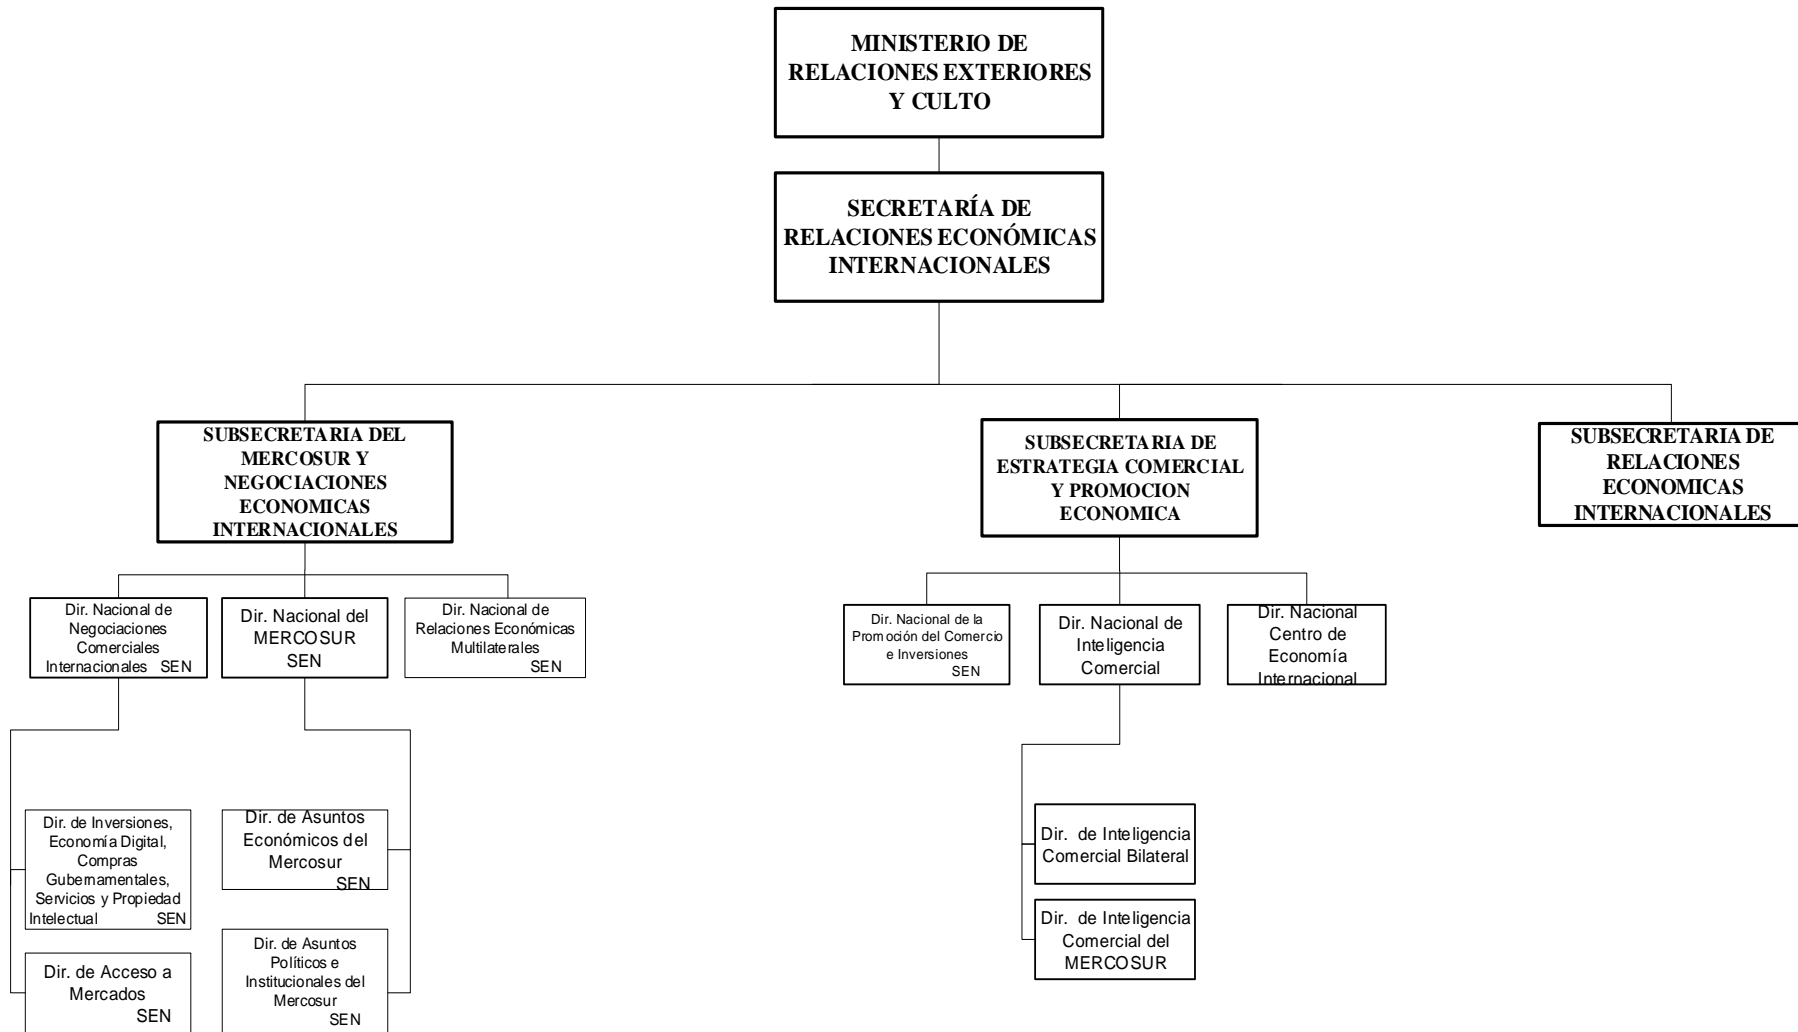 MINISTERIO DE
RELACIONES EXTERIORES
Y CULTO
SECRETARÍA DE
RELACIONES ECONÓMICAS
INTERNACIONALES
SUBSECRETARIA DEL
MERCOSUR Y
NEGOCIACIONES
ECONOMICAS
INTERNACIONALES
SUBSECRETARIA DE
ESTRATEGIA COMERCIAL
Y PROMOCION
ECONOMICA
SUBSECRETARIA DE
RELACIONES
ECONOMICAS
INTERNACIONALES
Dir. Nacional de
Negociaciones
Comerciales
Internacionales SEN
Dir. Nacional del
MERCOSUR
SEN
Dir. Nacional de
Relaciones Económicas
Multilaterales
SEN
Dir. Nacional de la
Promoción del Comercio
e Inversiones
SEN
Dir. Nacional de
Inteligencia
Comercial
Dir. Nacional
Centro de
Economía
Internacional
Dir. de Inversiones,
Economía Digital,
Compras
Gubernamentales,
Servicios y Propiedad
Intelectual SEN
Dir. de Asuntos
Económicos del
Mercosur
SEN
Dir. de Inteligencia
Comercial Bilateral
Dir. de Acceso a
Mercados
SEN
Dir. de Asuntos
Políticos e
Institucionales del
Mercosur
SEN
Dir. de Inteligencia
Comercial del
MERCOSUR